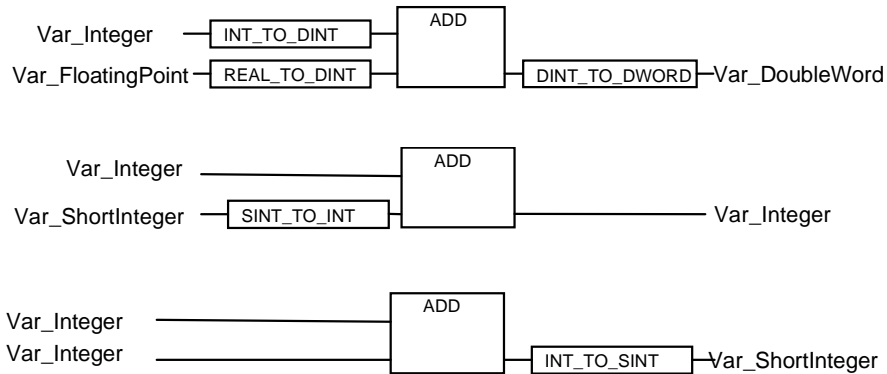 ADD
Var_Integer INT_TO_DINT
Var_FloatingPoint REAL_TO_DINT DINT_TO_DWORD Var_DoubleWord
ADD
Var_Integer
Var_ShortInteger SINT_TO_INT Var_Integer
ADD
Var_Integer
Var_Integer INT_TO_SINT Var_ShortInteger